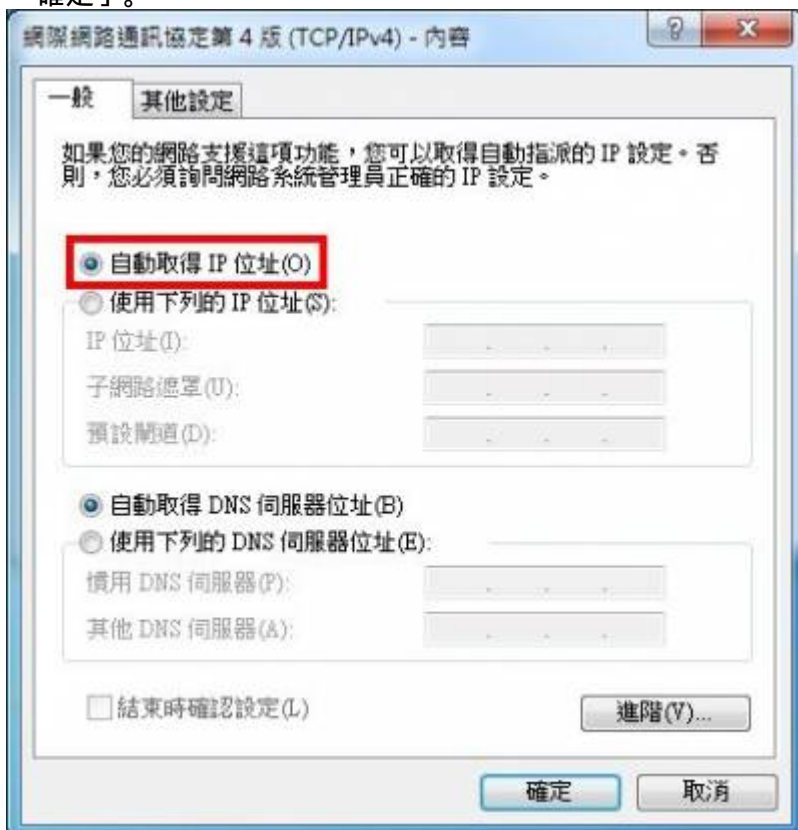 確定」。
網際網路通訊協定第 4 版 (TCP/IPv4) - 內容
一般 其他設定
如果您的網路支援這項功能，您可以取得自動指派的 IP 設定。否
則，您必須詢問網路系統管理員正確的 IP 設定。
自動取得 IP 位址(O)
使用下列的 IP 位址(S):
IP 位址(I):
子網路遮罩(U):
預設閘道(D):
自動取得 DNS 伺服器位址(B)
使用下列的 DNS 伺服器位址(E):
慣用 DNS 伺服器(P):
其他 DNS 伺服器(A):
結束時確認設定(L)
進階(V)...
確定 取消